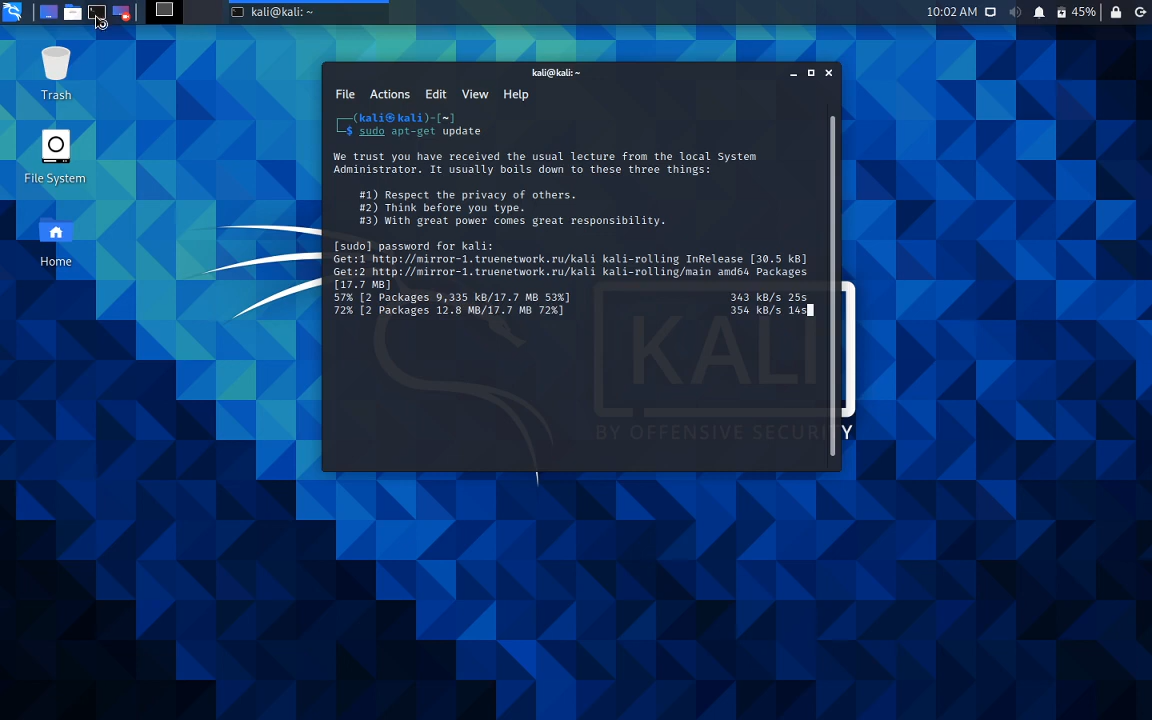 kali@kali: ~
10:02 AM
45%
Trash
File System
Home
kali@kali: ~
File Actions Edit View Help
┌──(kali㉿kali)-[~]
└─$ sudo apt-get update
We trust you have received the usual lecture from the local System
Administrator. It usually boils down to these three things:
#1) Respect the privacy of others.
#2) Think before you type.
#3) With great power comes great responsibility.
[sudo] password for kali:
Get:1 http://mirror-1.truenetwork.ru/kali kali-rolling InRelease [30.5 kB]
Get:2 http://mirror-1.truenetwork.ru/kali kali-rolling/main amd64 Packages
[17.7 MB]
57% [2 Packages 9,335 kB/17.7 MB 53%] 343 kB/s 25s
72% [2 Packages 12.8 MB/17.7 MB 72%] 354 kB/s 14s
KALI
BY OFFENSIVE SECURITY